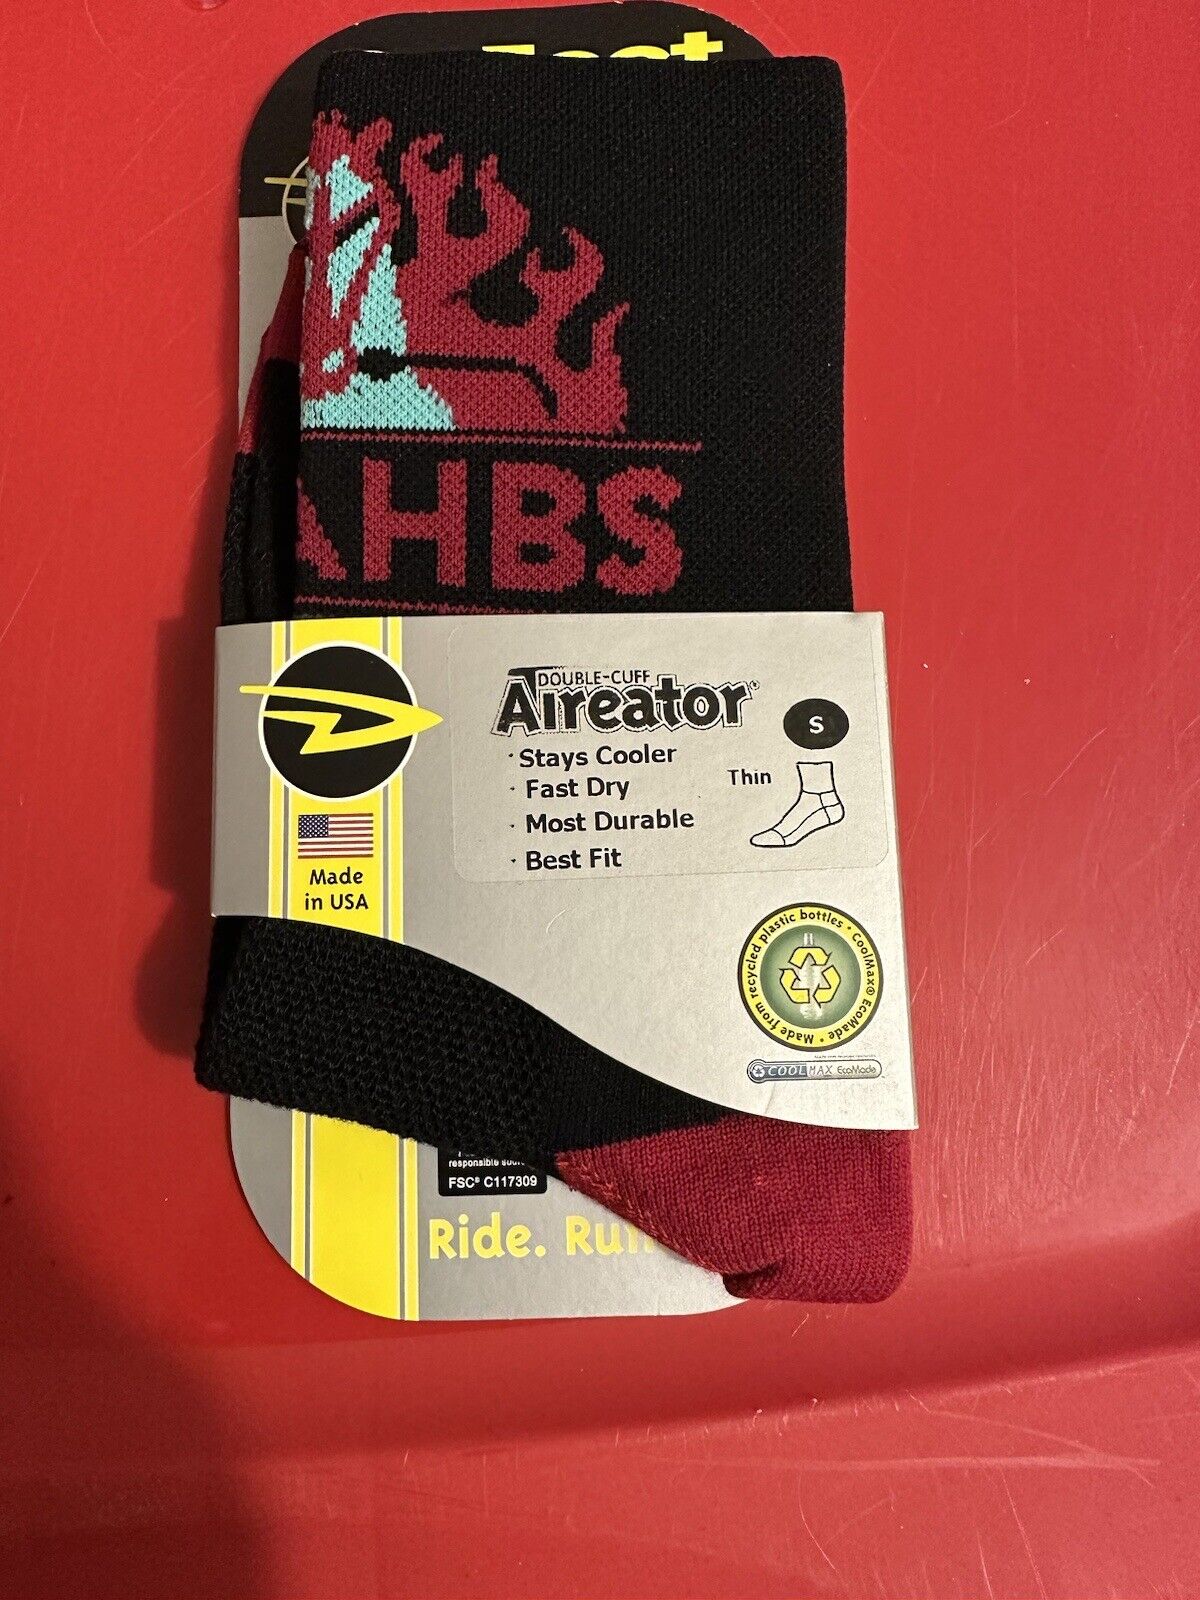 AHBS
DOUBLE-CUFF
Aireator®
· Stays Cooler
· Fast Dry
· Most Durable
· Best Fit
S
Thin
Made
in USA
Made from recycled plastic bottles • CoolMax® EcoMade •
COOLMAX EcoMade
responsible
FSC® C117309
Ride. Run